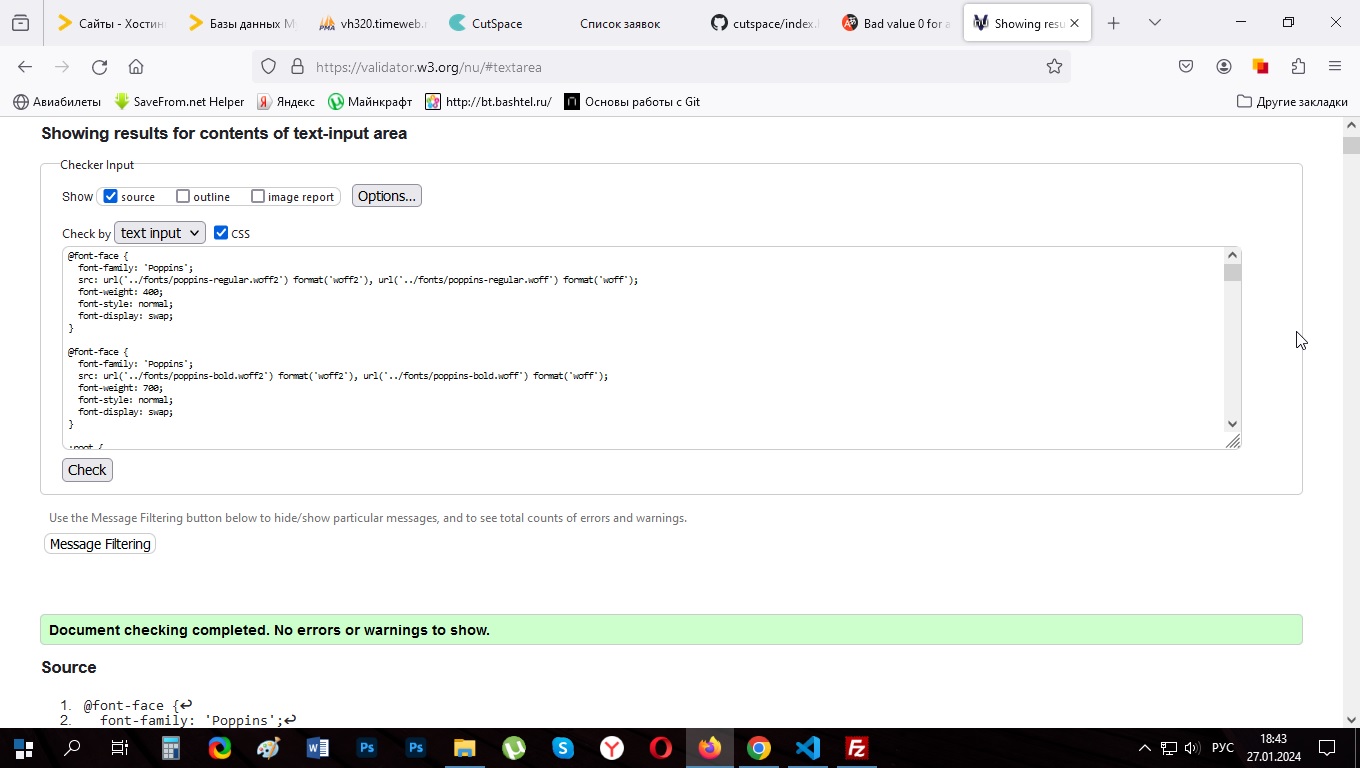 Сайты - Хостин
Базы данных My
vh320.timeweb.r
CutSpace
Список заявок
cutspace/index.h
Bad value 0 for a
Showing resu
https://validator.w3.org/nu/#textarea
Авиабилеты
SaveFrom.net Helper
Яндекс
Майнкрафт
http://bt.bashtel.ru/
Основы работы с Git
Другие закладки
Showing results for contents of text-input area
Checker Input
Show source outline image report Options...
Check by text input CSS
@font-face {
font-family: 'Poppins';
src: url('../fonts/poppins-regular.woff2') format('woff2'), url('../fonts/poppins-regular.woff') format('woff');
font-weight: 400;
font-style: normal;
font-display: swap;
}
@font-face {
font-family: 'Poppins';
src: url('../fonts/poppins-bold.woff2') format('woff2'), url('../fonts/poppins-bold.woff') format('woff');
font-weight: 700;
font-style: normal;
font-display: swap;
}
:root {
Check
Use the Message Filtering button below to hide/show particular messages, and to see total counts of errors and warnings.
Message Filtering
Document checking completed. No errors or warnings to show.
Source
1. @font-face {↩
2. font-family: 'Poppins';↩
РУС
18:43
27.01.2024